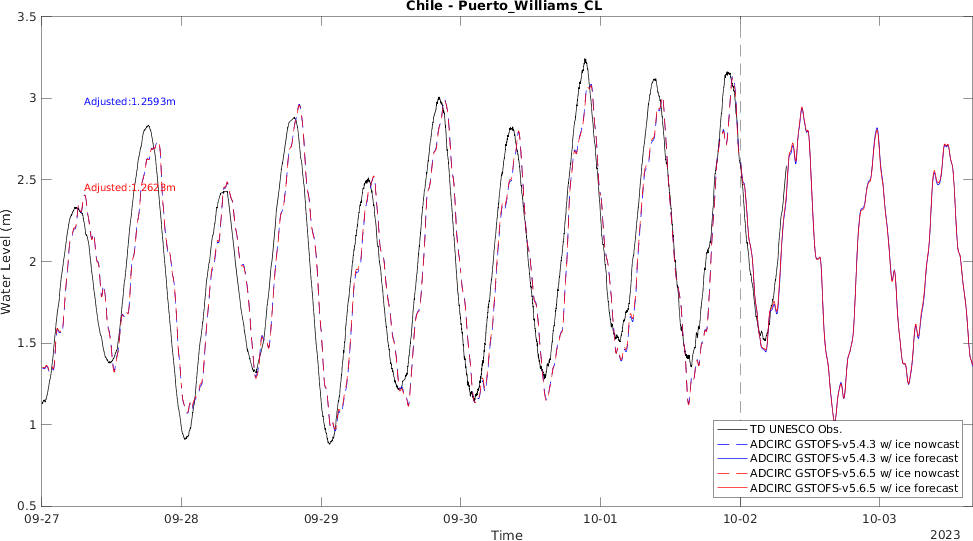 Chile - Puerto_Williams_CL
3.5
3
2.5
2
1.5
1
0.5
Water Level (m)
Adjusted:1.2593m
Adjusted:1.2623m
TD UNESCO Obs.
ADCIRC GSTOFS-v5.4.3 w/ ice nowcast
ADCIRC GSTOFS-v5.4.3 w/ ice forecast
ADCIRC GSTOFS-v5.6.5 w/ ice nowcast
ADCIRC GSTOFS-v5.6.5 w/ ice forecast
09-27 09-28 09-29 09-30 10-01 10-02 10-03
Time
2023